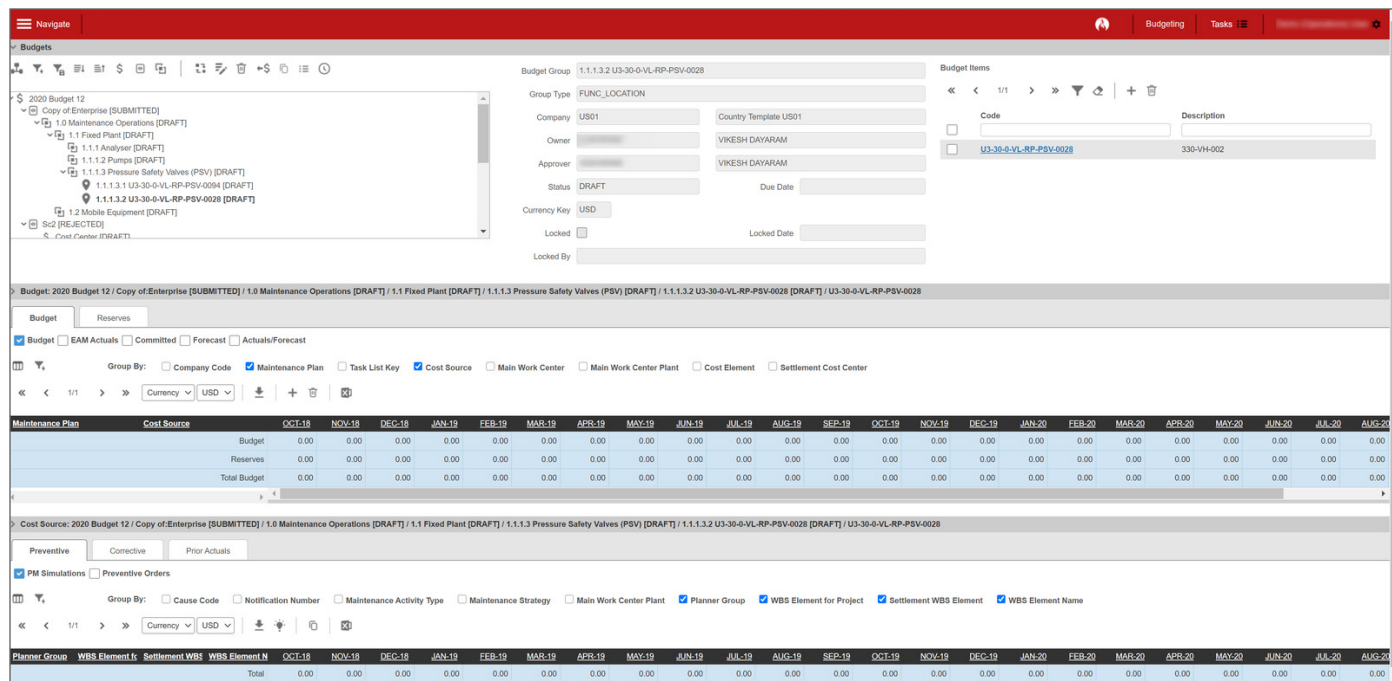 Navigate Budgeting Tasks
Budgets
Budget Group 1.1.1.3.2 U3-30-0-VL-RP-PSV-0028
Group Type FUNC_LOCATION
Company US01 Country Template US01
Owner VIKESH DAYARAM
Approver VIKESH DAYARAM
Status DRAFT Due Date
Currency Key USD
Locked Locked Date
Locked By
Budget Items
1/1
Code Description
U3-30-0-VL-RP-PSV-0028 330-VH-002
2020 Budget 12
Copy of:Enterprise [SUBMITTED]
1.0 Maintenance Operations [DRAFT]
1.1 Fixed Plant [DRAFT]
1.1.1 Analyser [DRAFT]
1.1.1.2 Pumps [DRAFT]
1.1.1.3 Pressure Safety Valves (PSV) [DRAFT]
1.1.1.3.1 U3-30-0-VL-RP-PSV-0094 [DRAFT]
1.1.1.3.2 U3-30-0-VL-RP-PSV-0028 [DRAFT]
1.2 Mobile Equipment [DRAFT]
Sc2 [REJECTED]
Cost Center [DRAFT]
Budget: 2020 Budget 12 / Copy of:Enterprise [SUBMITTED] / 1.0 Maintenance Operations [DRAFT] / 1.1 Fixed Plant [DRAFT] / 1.1.1.3 Pressure Safety Valves (PSV) [DRAFT] / 1.1.1.3.2 U3-30-0-VL-RP-PSV-0028 [DRAFT] / U3-30-0-VL-RP-PSV-0028
Budget Reserves
Budget EAM Actuals Committed Forecast Actuals/Forecast
Group By: Company Code Maintenance Plan Task List Key Cost Source Main Work Center Main Work Center Plant Cost Element Settlement Cost Center
1/1 Currency USD
Maintenance Plan Cost Source OCT-18 NOV-18 DEC-18 JAN-19 FEB-19 MAR-19 APR-19 MAY-19 JUN-19 JUL-19 AUG-19 SEP-19 OCT-19 NOV-19 DEC-19 JAN-20 FEB-20 MAR-20 APR-20 MAY-20 JUN-20 JUL-20 AUG-20
Budget 0.00 0.00 0.00 0.00 0.00 0.00 0.00 0.00 0.00 0.00 0.00 0.00 0.00 0.00 0.00 0.00 0.00 0.00 0.00 0.00 0.00 0.00 0.00
Reserves 0.00 0.00 0.00 0.00 0.00 0.00 0.00 0.00 0.00 0.00 0.00 0.00 0.00 0.00 0.00 0.00 0.00 0.00 0.00 0.00 0.00 0.00 0.00
Total Budget 0.00 0.00 0.00 0.00 0.00 0.00 0.00 0.00 0.00 0.00 0.00 0.00 0.00 0.00 0.00 0.00 0.00 0.00 0.00 0.00 0.00 0.00 0.00
Cost Source: 2020 Budget 12 / Copy of:Enterprise [SUBMITTED] / 1.0 Maintenance Operations [DRAFT] / 1.1 Fixed Plant [DRAFT] / 1.1.1.3 Pressure Safety Valves (PSV) [DRAFT] / 1.1.1.3.2 U3-30-0-VL-RP-PSV-0028 [DRAFT] / U3-30-0-VL-RP-PSV-0028
Preventive Corrective Prior Actuals
PM Simulations Preventive Orders
Group By: Cause Code Notification Number Maintenance Activity Type Maintenance Strategy Main Work Center Plant Planner Group WBS Element for Project Settlement WBS Element WBS Element Name
1/1 Currency USD
Planner Group WBS Element fc Settlement WBS WBS Element N OCT-18 NOV-18 DEC-18 JAN-19 FEB-19 MAR-19 APR-19 MAY-19 JUN-19 JUL-19 AUG-19 SEP-19 OCT-19 NOV-19 DEC-19 JAN-20 FEB-20 MAR-20 APR-20 MAY-20 JUN-20 JUL-20 AUG-20
Total 0.00 0.00 0.00 0.00 0.00 0.00 0.00 0.00 0.00 0.00 0.00 0.00 0.00 0.00 0.00 0.00 0.00 0.00 0.00 0.00 0.00 0.00 0.00